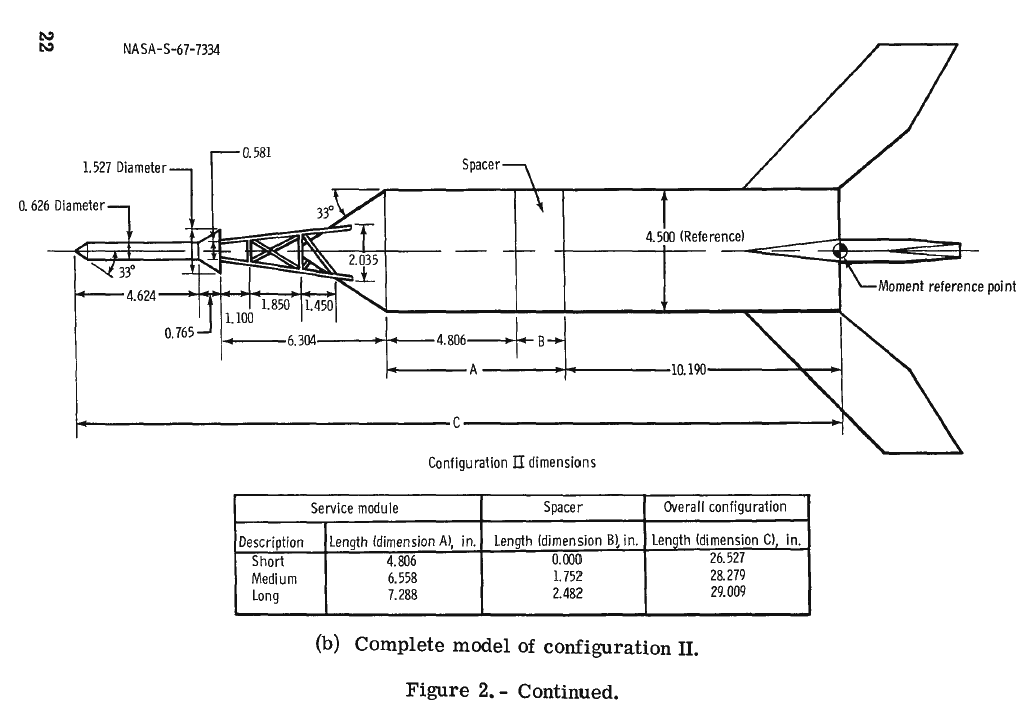 22
NASA-S-67-7334
0.581
1.527 Diameter
Spacer
0.626 Diameter
33°
4.500 (Reference)
2.035
33°
Moment reference point
4.624
1.850
1.450
1.100
0.765
6.304
4.806
B
A
10.190
C
Configuration II dimensions
Service module Spacer Overall configuration
Description Length (dimension A), in. Length (dimension B), in. Length (dimension C), in.
Short 4.806 0.000 26.527
Medium 6.558 1.752 28.279
Long 7.288 2.482 29.009
(b) Complete model of configuration II.
Figure 2. - Continued.